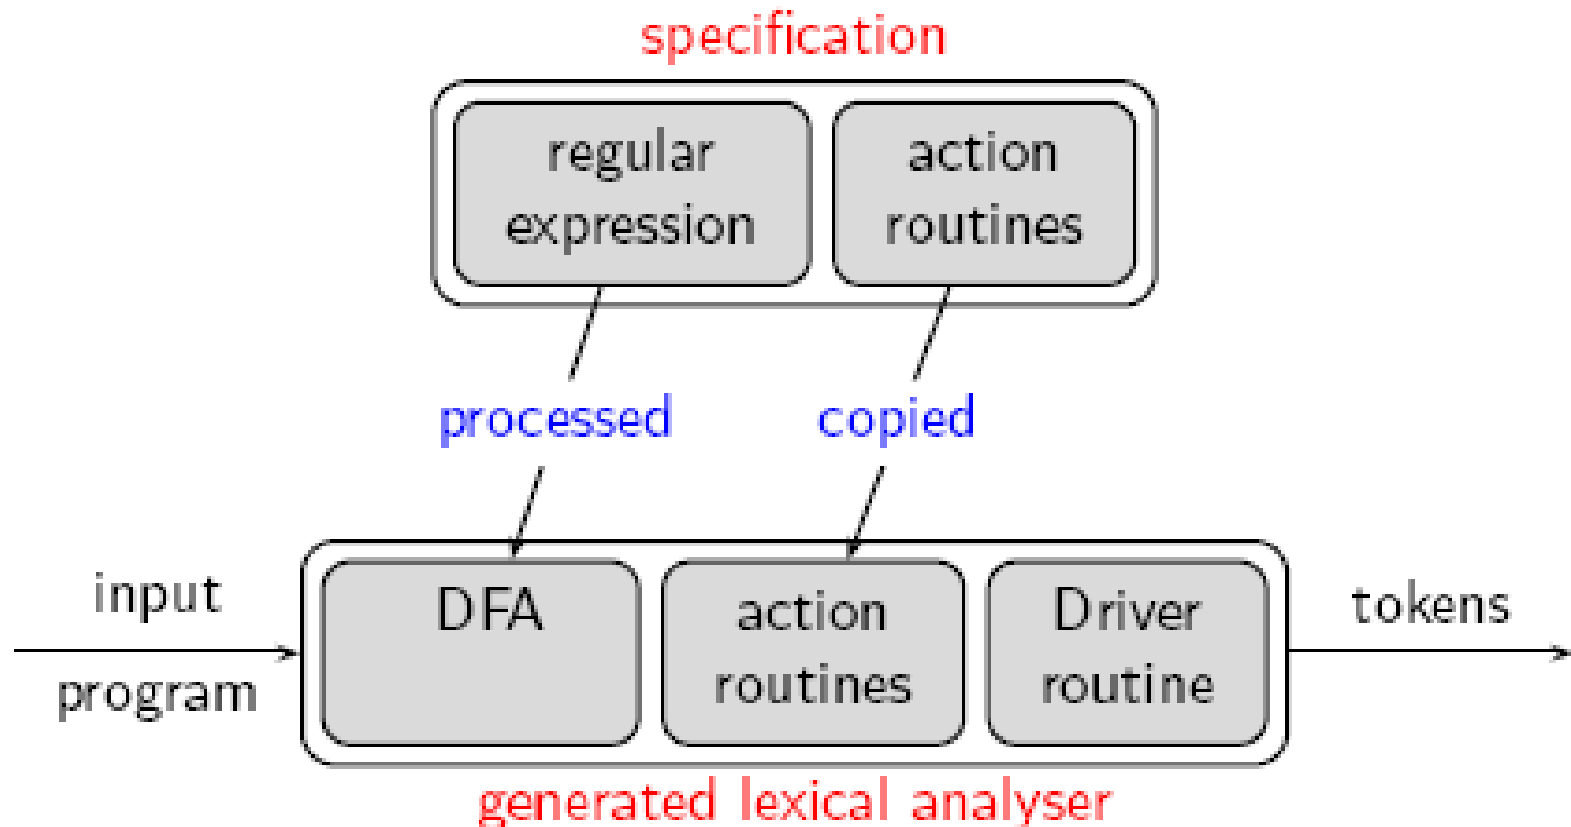 specification
regular
expression
action
routines
processed
copied
input
program
DFA
action
routines
Driver
routine
tokens
generated lexical analyser